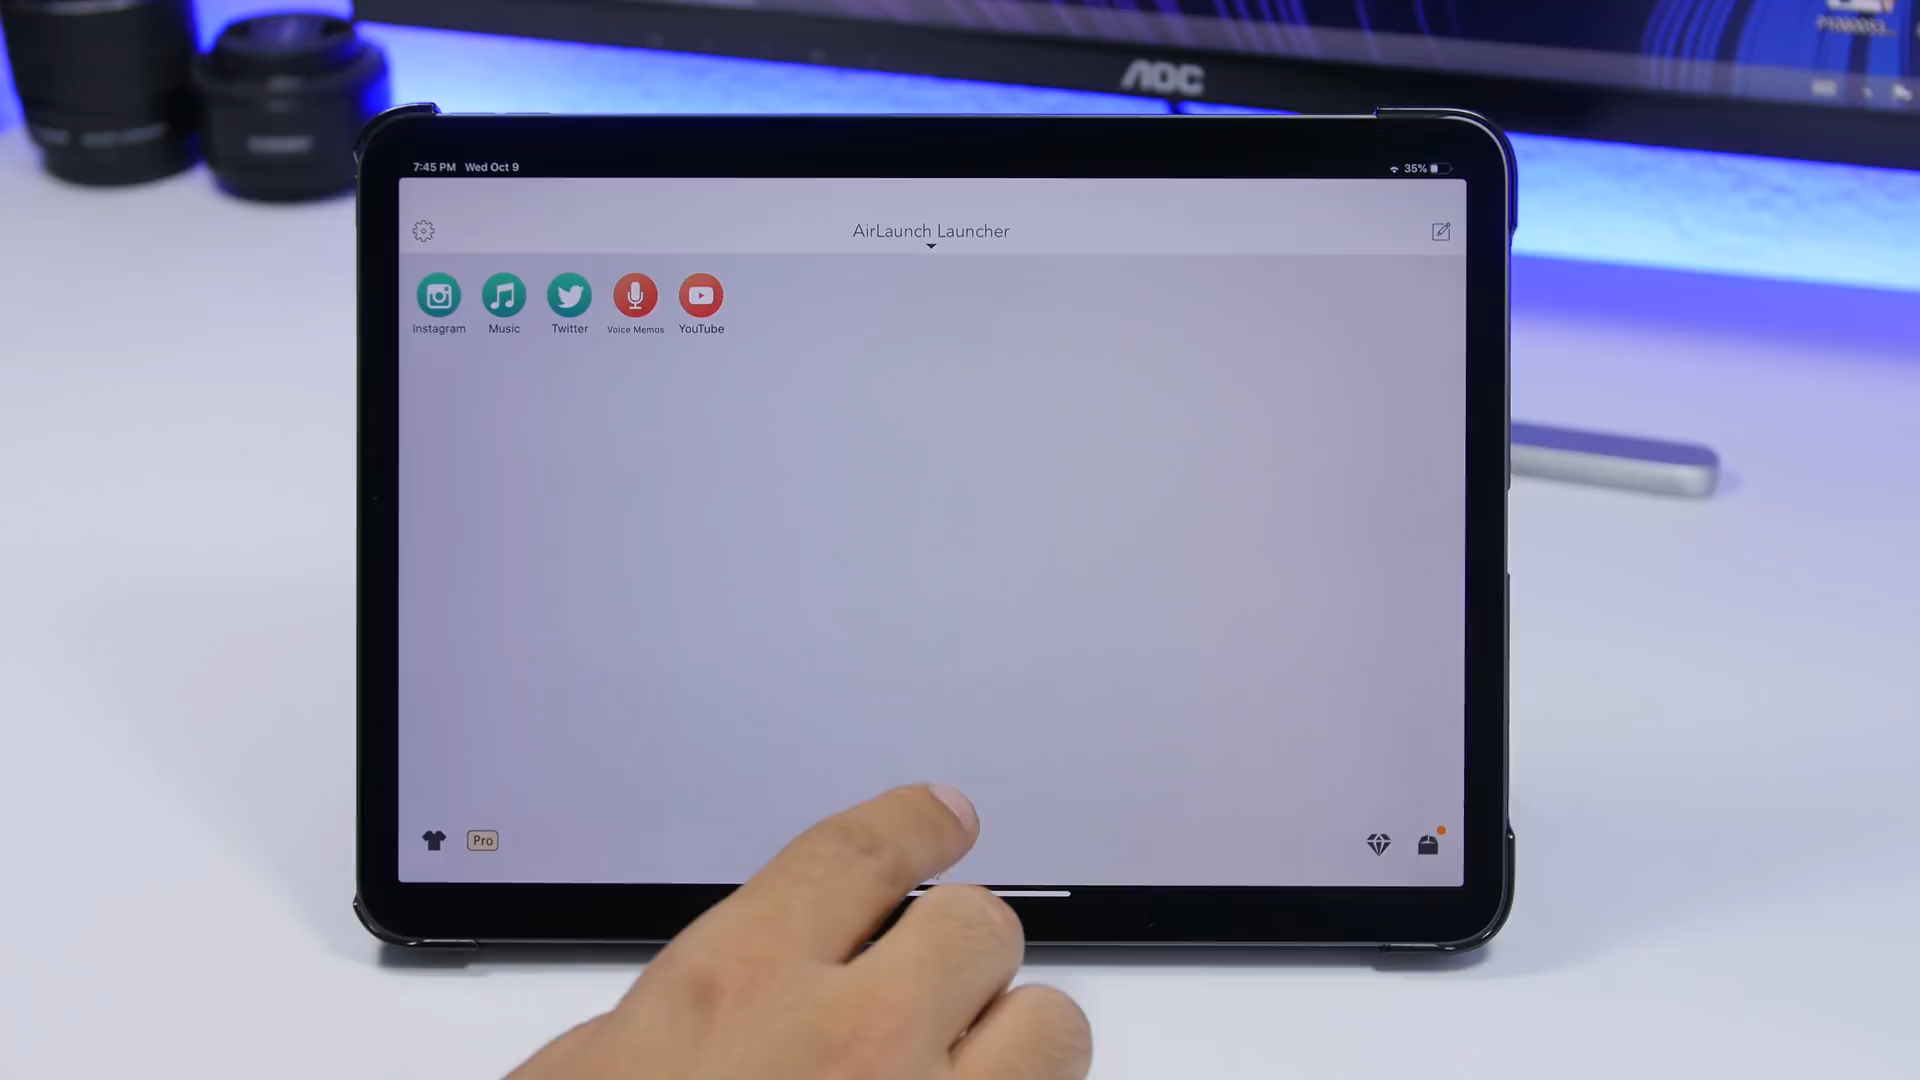 AOC
7:45 PM Wed Oct 9
35%
AirLaunch Launcher
Instagram
Music
Twitter
Voice Memos
YouTube
Pro